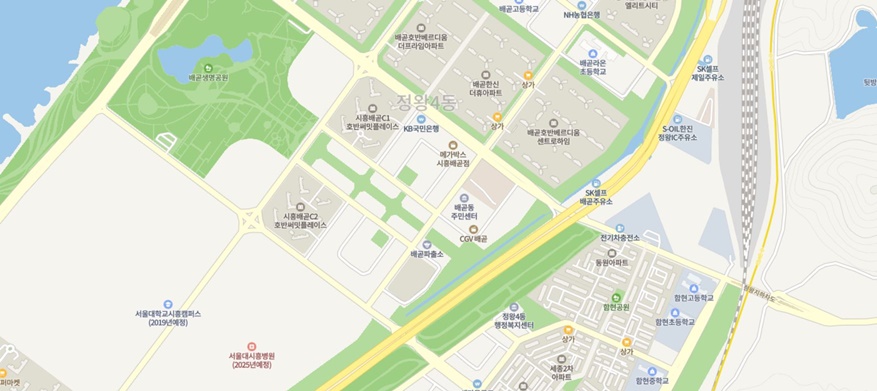 배곧고등학교
NH농협은행
엘리트시티
배곧호반베르디움
더프라임아파트
배곧라온
초등학교
SK셀프
제일주유소
배곧생명공원
배곧한신
더휴아파트
상가
정왕4동
시흥배곧C1
호반써밋플레이스
KB국민은행
상가
배곧호반베르디움
센트로하임
S-OIL한진
정왕IC주유소
메가박스
시흥배곧점
SK셀프
배곧주유소
배곧동
주민센터
시흥배곧C2
호반써밋플레이스
CGV 배곧
전기차충전소
배곧파출소
동원아파트
함현고등학교
함현공원
서울대학교시흥캠퍼스
(2019년예정)
정왕4동
행정복지센터
함현초등학교
상가
상가
서울대시흥병원
(2025년예정)
세종2차
아파트
함현중학교
퍼마켓